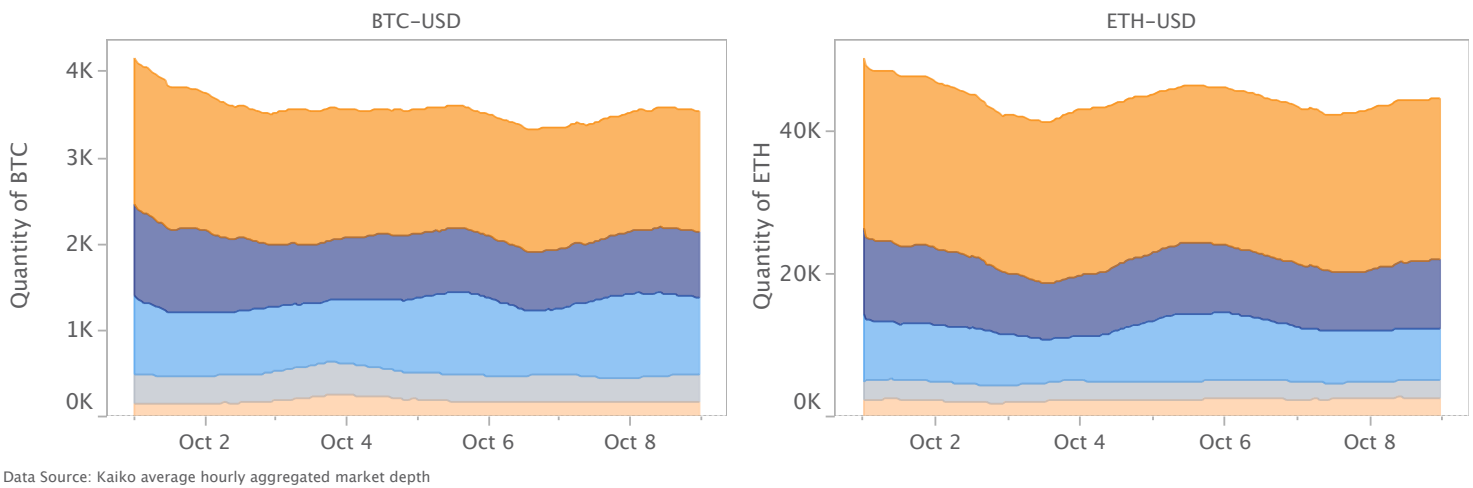 BTC–USD
4K
3K
2K
1K
0K
Quantity of BTC
Oct 2
Oct 4
Oct 6
Oct 8
ETH–USD
40K
20K
0K
Quantity of ETH
Oct 2
Oct 4
Oct 6
Oct 8
Data Source: Kaiko average hourly aggregated market depth